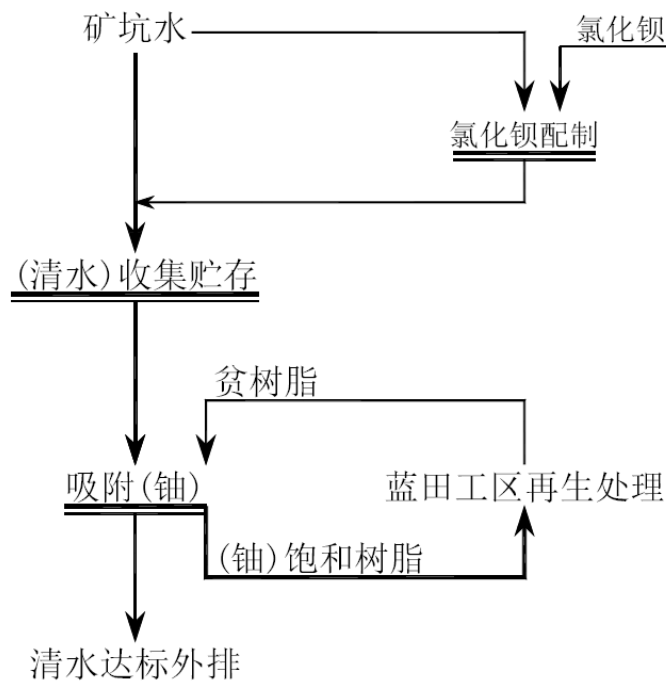 矿坑水
氯化钡
氯化钡配制
(清水)收集贮存
贫树脂
吸附(铀)
蓝田工区再生处理
(铀)饱和树脂
清水达标外排